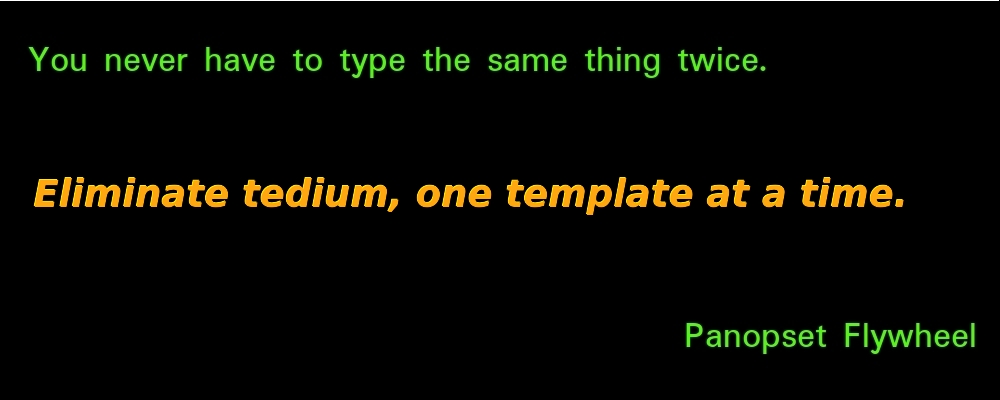 You never have to type the same thing twice.
Eliminate tedium, one template at a time.
Panopset Flywheel